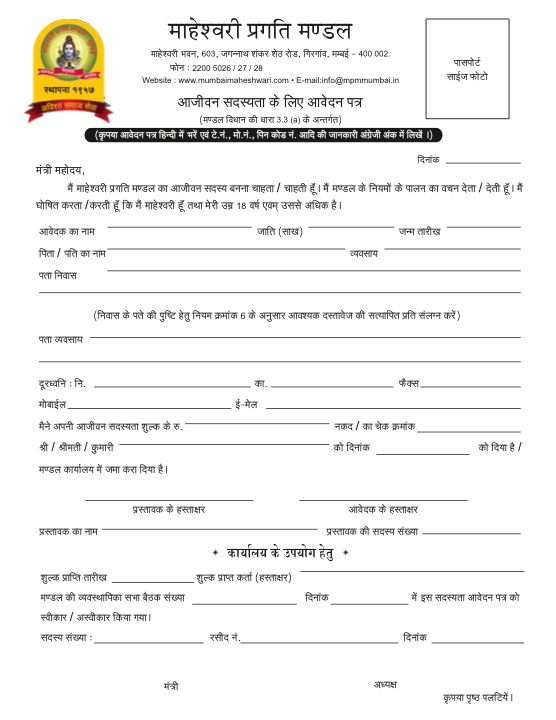 माहेश्वरी प्रगति मण्डल
माहेश्वरी भवन, 603, जगन्नाथ शंकर शेठ रोड, गिरगांव, मम्बई - 400 002.
फोन : 2200 5026 / 27 / 28
Website : www.mumbaimaheshwari.com • E-mail:info@mpmmumbai.in
स्थापना १९५७
अविरत समाज सेवा
पासपोर्ट
साईज फोटो
आजीवन सदस्यता के लिए आवेदन पत्र
(मण्डल विधान की धारा 3.3 (a) के अन्तर्गत)
(कृपया आवेदन पत्र हिन्दी में भरें एवं टे.नं., मो.नं., पिन कोड नं. आदि की जानकारी अंग्रेजी अंक में लिखें ।)
दिनांक
मंत्री महोदय,
मैं माहेश्वरी प्रगति मण्डल का आजीवन सदस्य बनना चाहता / चाहती हूँ। मैं मण्डल के नियमों के पालन का वचन देता / देती हूँ। मैं
घोषित करता /करती हूँ कि मैं माहेश्वरी हूँ तथा मेरी उम्र 18 वर्ष एवम् उससे अधिक है।
आवेदक का नाम जाति (साख) जन्म तारीख
पिता / पति का नाम व्यवसाय
पता निवास
(निवास के पते की पुष्टि हेतु नियम क्रमांक 6 के अनुसार आवश्यक दस्तावेज की सत्यापित प्रति संलग्न करें)
पता व्यवसाय
दूरध्वनि : नि. का. फैक्स
मोबाईल ई-मेल
मैने अपनी आजीवन सदस्यता शुल्क के रु. नकद / का चेक क्रमांक
श्री / श्रीमती / कुमारी को दिनांक को दिया है /
मण्डल कार्यालय में जमा करा दिया है।
प्रस्तावक के हस्ताक्षर आवेदक के हस्ताक्षर
प्रस्तावक का नाम प्रस्तावक की सदस्य संख्या
* कार्यालय के उपयोग हेतु *
शुल्क प्राप्ति तारीख शुल्क प्राप्त कर्ता (हस्ताक्षर)
मण्डल की व्यवस्थापिका सभा बैठक संख्या दिनांक में इस सदस्यता आवेदन पत्र को
स्वीकार / अस्वीकार किया गया।
सदस्य संख्या : रसीद नं. दिनांक
मंत्री अध्यक्ष
कृपया पृष्ठ पलटियें।